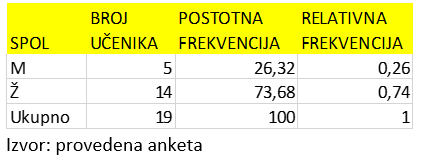 SPOL BROJ UČENIKA POSTOTNA FREKVENCIJA RELATIVNA FREKVENCIJA
M 5 26,32 0,26
Ž 14 73,68 0,74
Ukupno 19 100 1
Izvor: provedena anketa